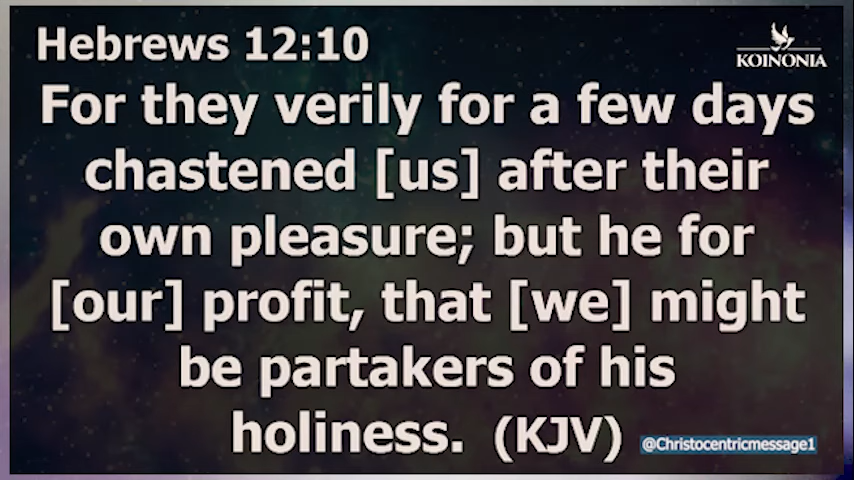 Hebrews 12:10
KOINONIA
For they verily for a few days
chastened [us] after their
own pleasure; but he for
[our] profit, that [we] might
be partakers of his
holiness. (KJV)
@Christocentricmessage1